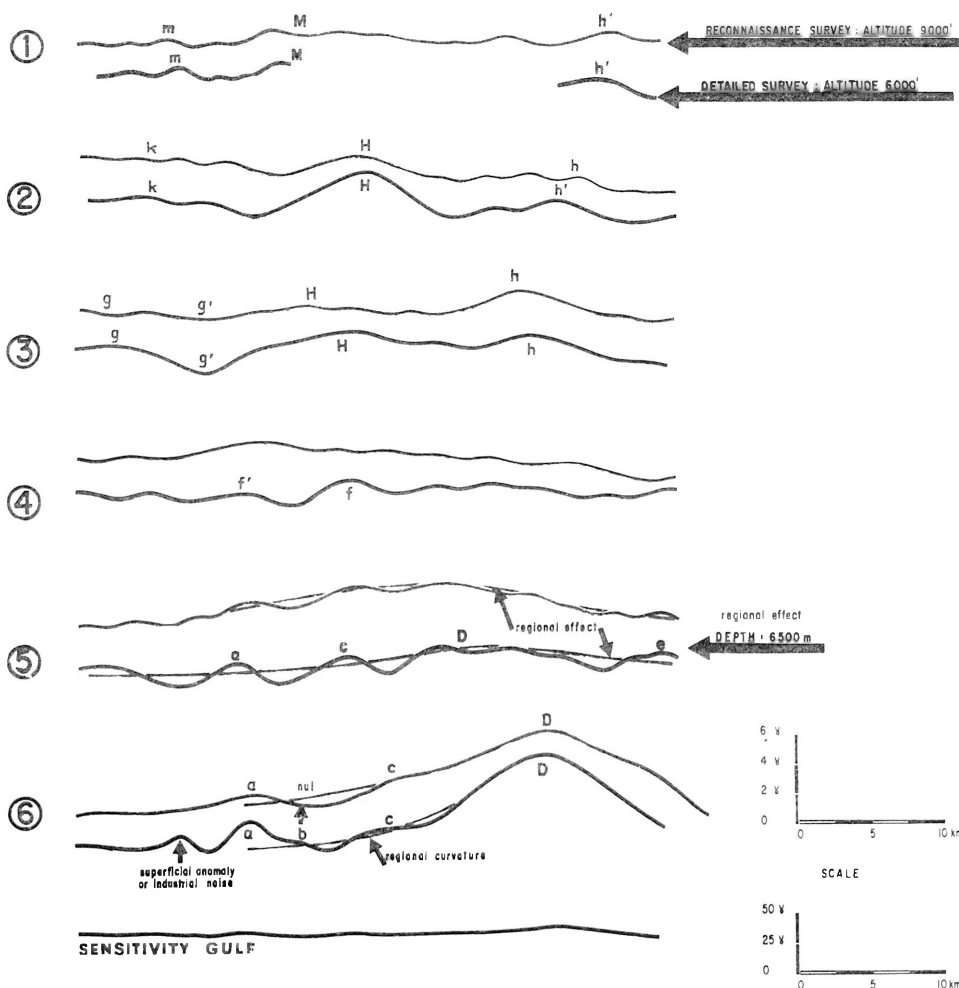 ①
m
M
h'
RECONNAISSANCE SURVEY : ALTITUDE 9000'
m
M
h'
DETAILED SURVEY : ALTITUDE 6000'
②
k
H
h
k
H
h'
③
g
g'
H
h
g
g'
H
h
④
f'
f
⑤
regional effect
regional effect
DEPTH : 6500 m
a
c
D
e
⑥
a
nul
c
D
a
b
c
D
superficial anomaly
or industrial noise
regional curvature
6 γ
4 γ
2 γ
0
0 5 10 km
SCALE
50 γ
25 γ
0
0 5 10 km
SENSITIVITY GULF